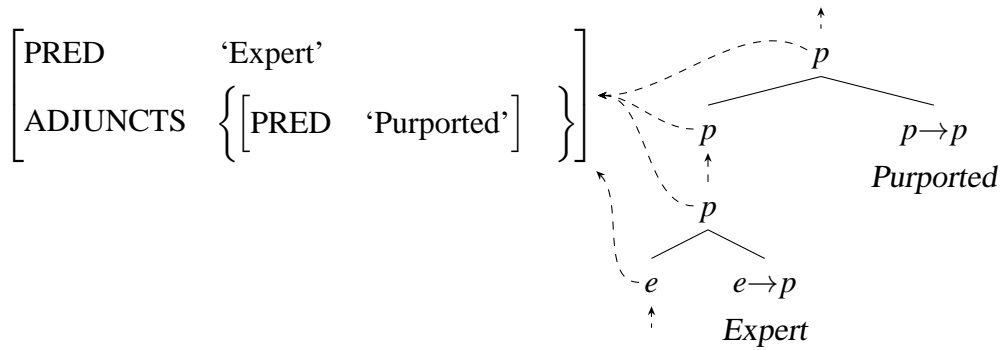 PRED ‘Expert’
ADJUNCTS { [ PRED ‘Purported’ ] }
p
p p→p
Purported
p
e e→p
Expert